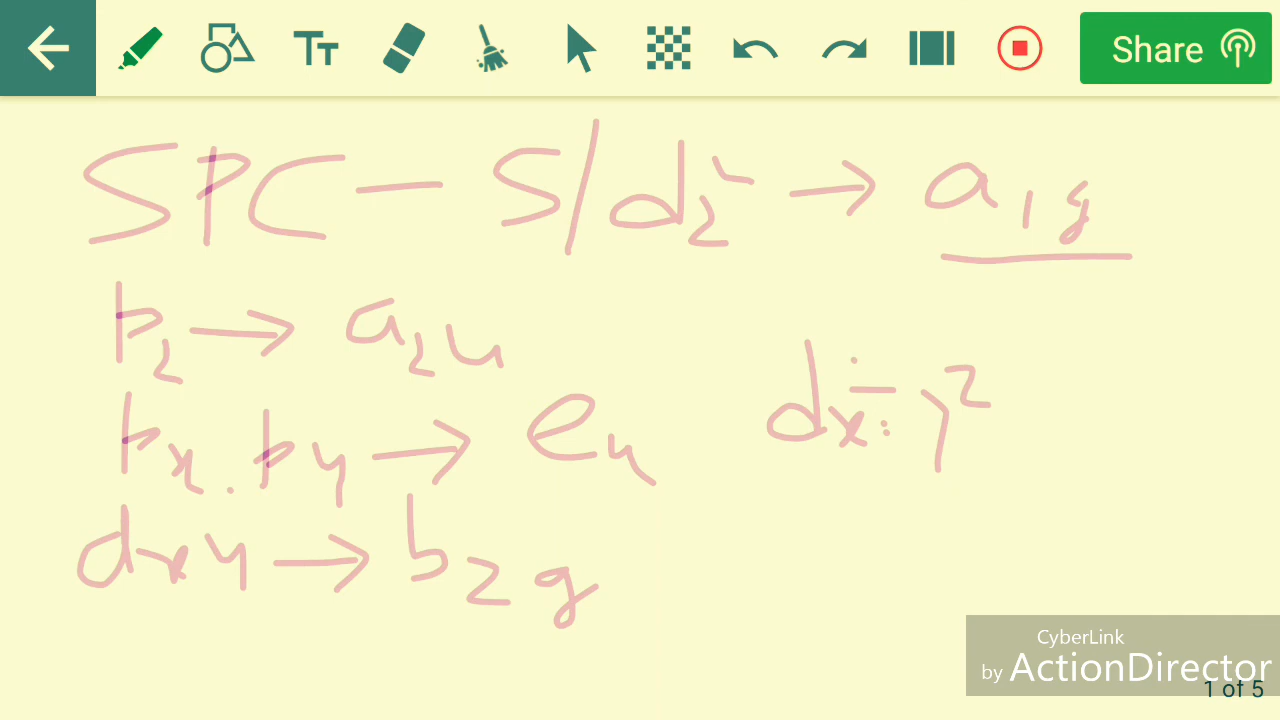 Share
SPC - S/dz² → a1g
Pz → a2u
Px . Py → eu
dx²-y²
dxy → b2g
CyberLink
by ActionDirector
1 of 5